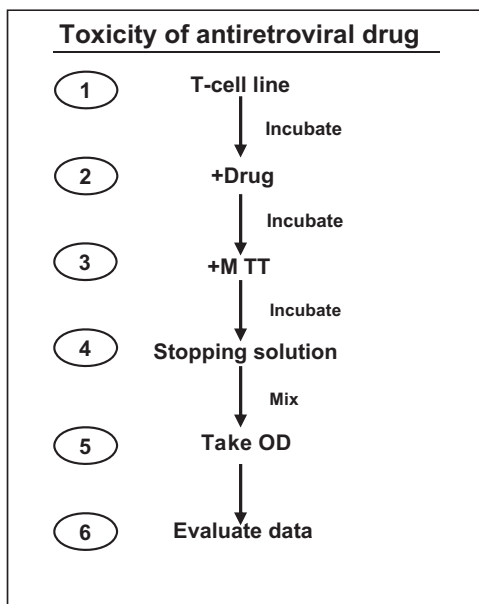 Toxicity of antiretroviral drug
1 T-cell line
Incubate
2 +Drug
Incubate
3 +M TT
Incubate
4 Stopping solution
Mix
5 Take OD
6 Evaluate data